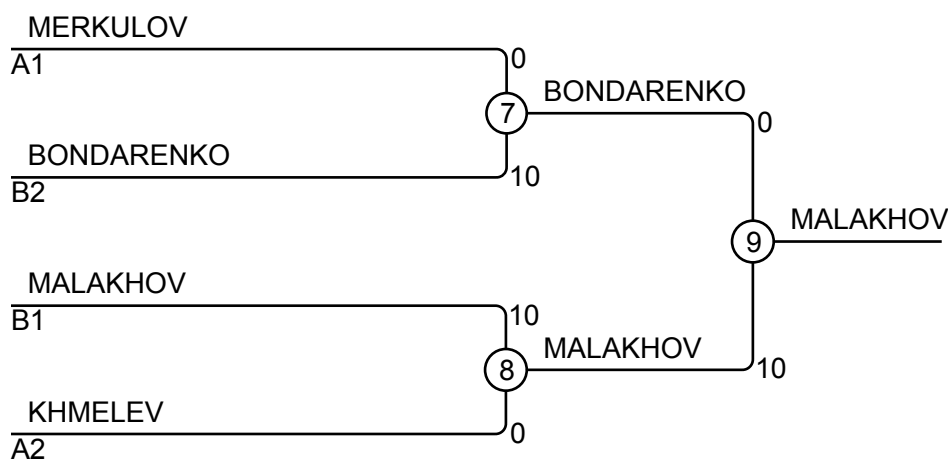 MERKULOV
A1
0
7
BONDARENKO
0
BONDARENKO
B2
10
9
MALAKHOV
MALAKHOV
B1
10
8
MALAKHOV
10
KHMELEV
A2
0